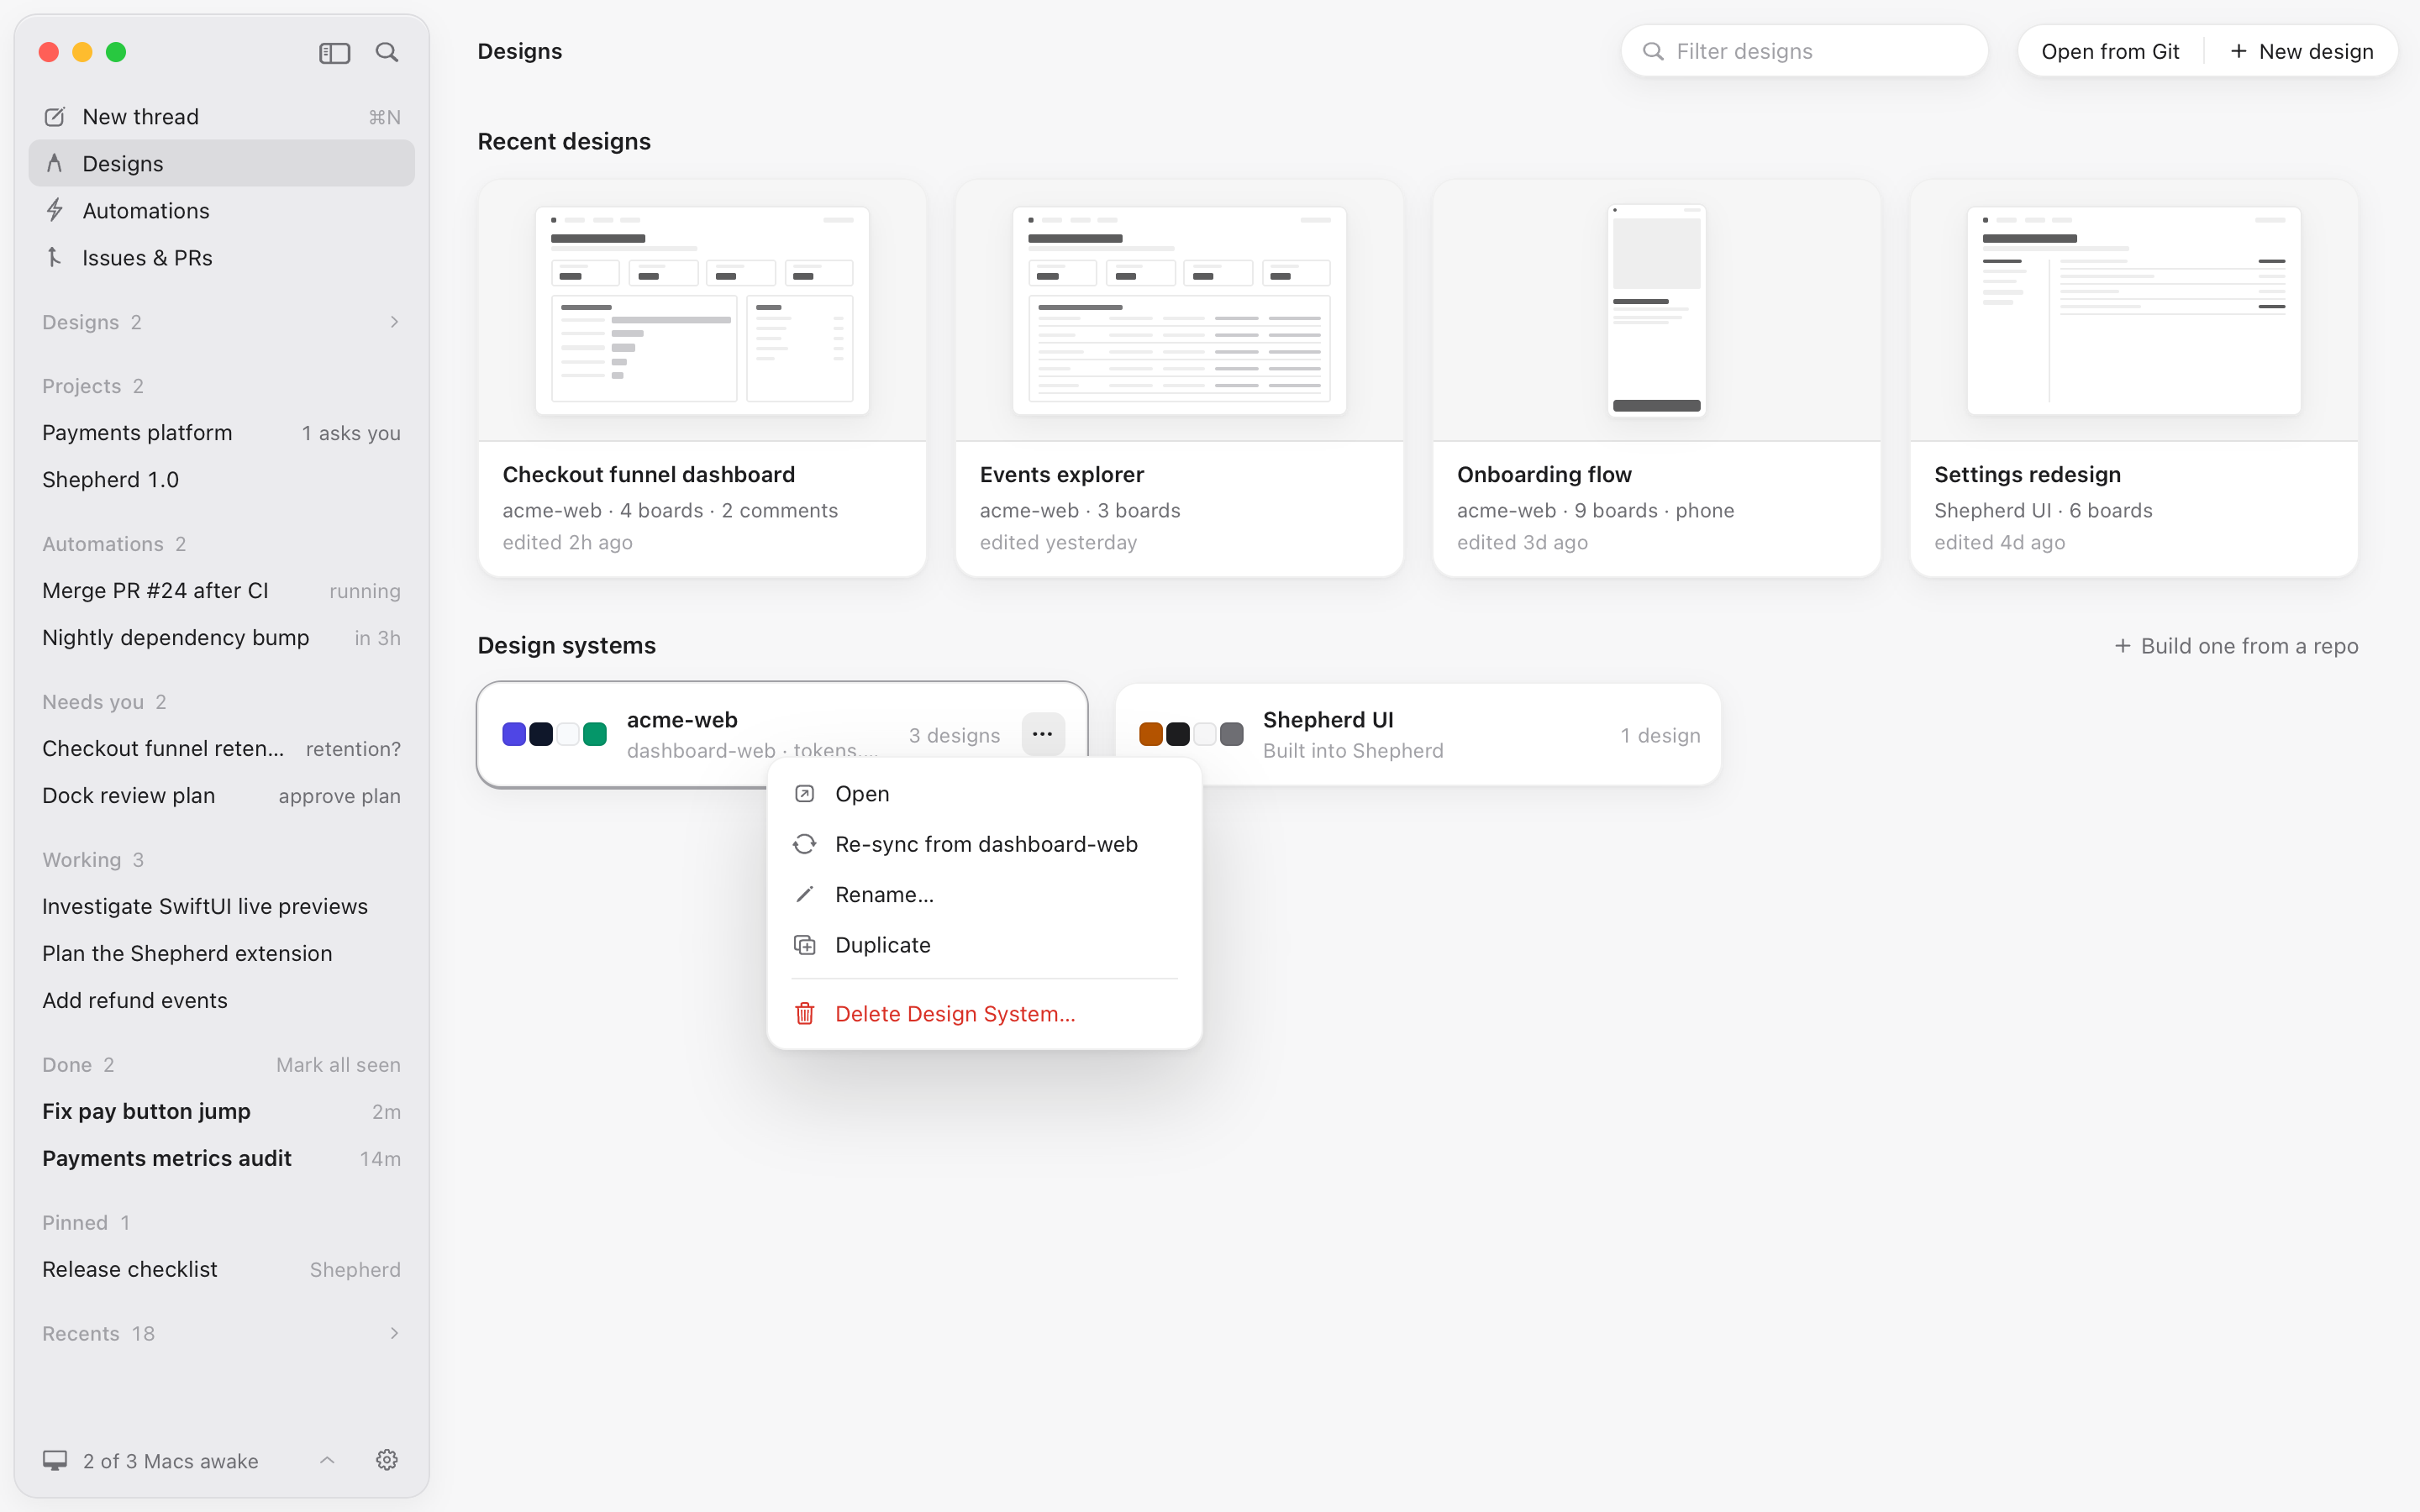 New thread ⌘N
Designs
Automations
Issues & PRs
Designs 2
Projects 2
Payments platform 1 asks you
Shepherd 1.0
Automations 2
Merge PR #24 after CI running
Nightly dependency bump in 3h
Needs you 2
Checkout funnel reten... retention?
Dock review plan approve plan
Working 3
Investigate SwiftUI live previews
Plan the Shepherd extension
Add refund events
Done 2 Mark all seen
Fix pay button jump 2m
Payments metrics audit 14m
Pinned 1
Release checklist Shepherd
Recents 18
2 of 3 Macs awake
Designs
Filter designs
Open from Git
+ New design
Recent designs
Checkout funnel dashboard
acme-web · 4 boards · 2 comments
edited 2h ago
Events explorer
acme-web · 3 boards
edited yesterday
Onboarding flow
acme-web · 9 boards · phone
edited 3d ago
Settings redesign
Shepherd UI · 6 boards
edited 4d ago
Design systems
+ Build one from a repo
acme-web
dashboard-web · tokens....
3 designs
Shepherd UI
Built into Shepherd
1 design
Open
Re-sync from dashboard-web
Rename...
Duplicate
Delete Design System...